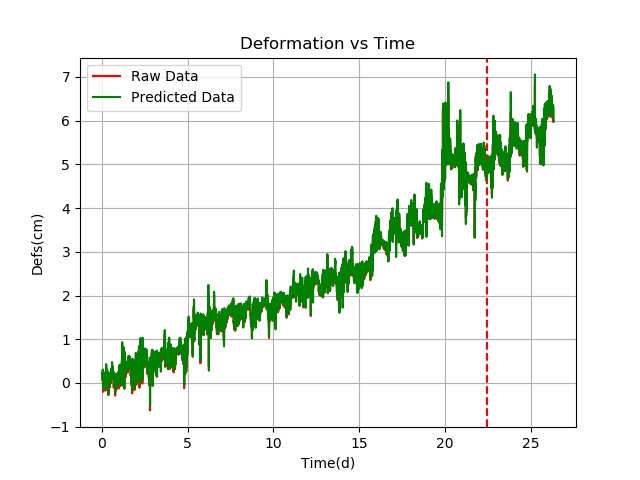 Deformation vs Time
Raw Data
Predicted Data
7
6
5
4
3
2
1
0
−1
Defs(cm)
0 5 10 15 20 25
Time(d)